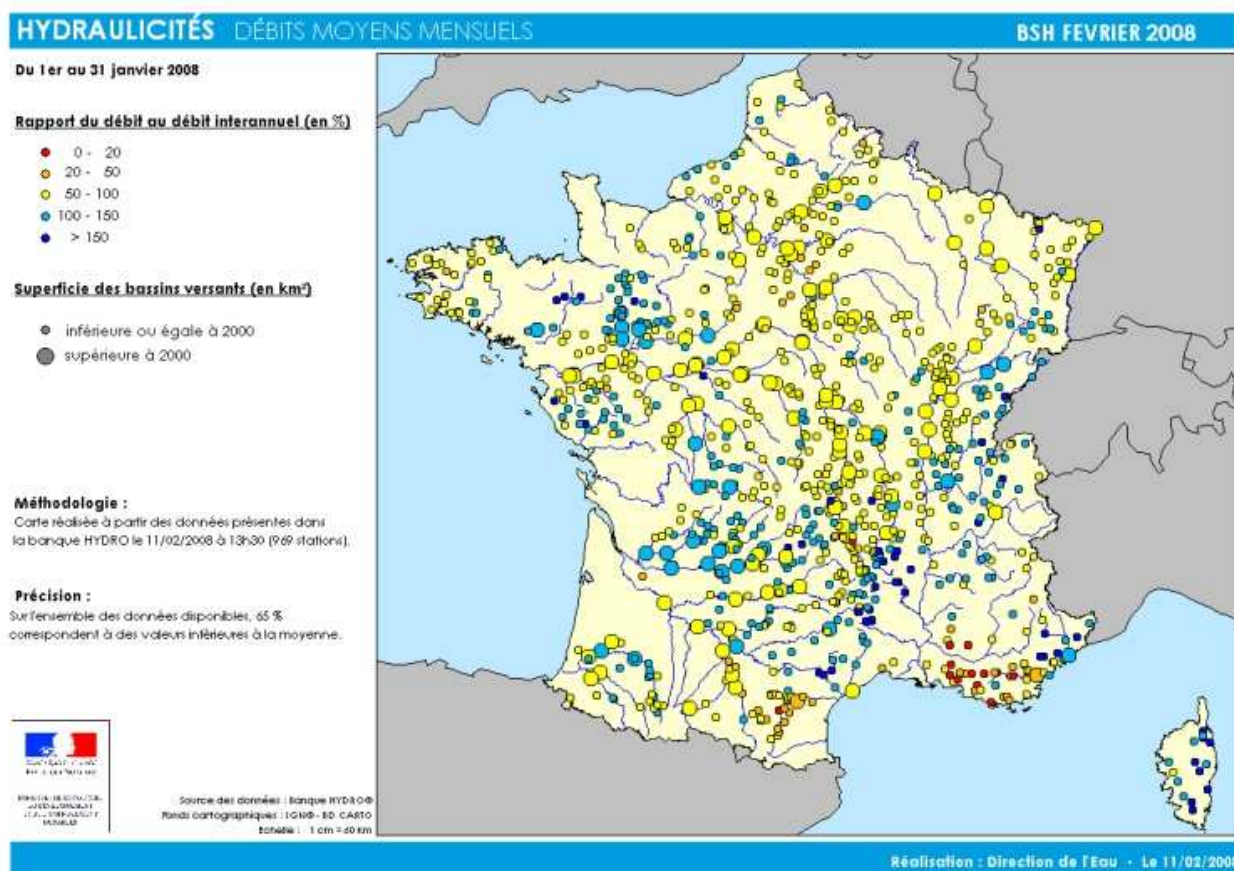 HYDRAULICITÉS DÉBITS MOYENS MENSUELS
BSH FEVRIER 2008
Du 1er au 31 janvier 2008
Rapport du débit au débit interannuel (en %)
0 - 20
20 - 50
50 - 100
100 - 150
> 150
Superficie des bassins versants (en km²)
inférieure ou égale à 2000
supérieure à 2000
Méthodologie :
Carte réalisée à partir des données présentes dans
la banque HYDRO le 11/02/2008 à 13h30 (969 stations).
Précision :
Sur l'ensemble des données disponibles, 65 %
correspondent à des valeurs inférieures à la moyenne.
Source des données : Banque HYDRO®
Fonds cartographiques : IGN® - BD CARTO
Echelle : 1 cm = 60 km
Réalisation : Direction de l'Eau - Le 11/02/2008